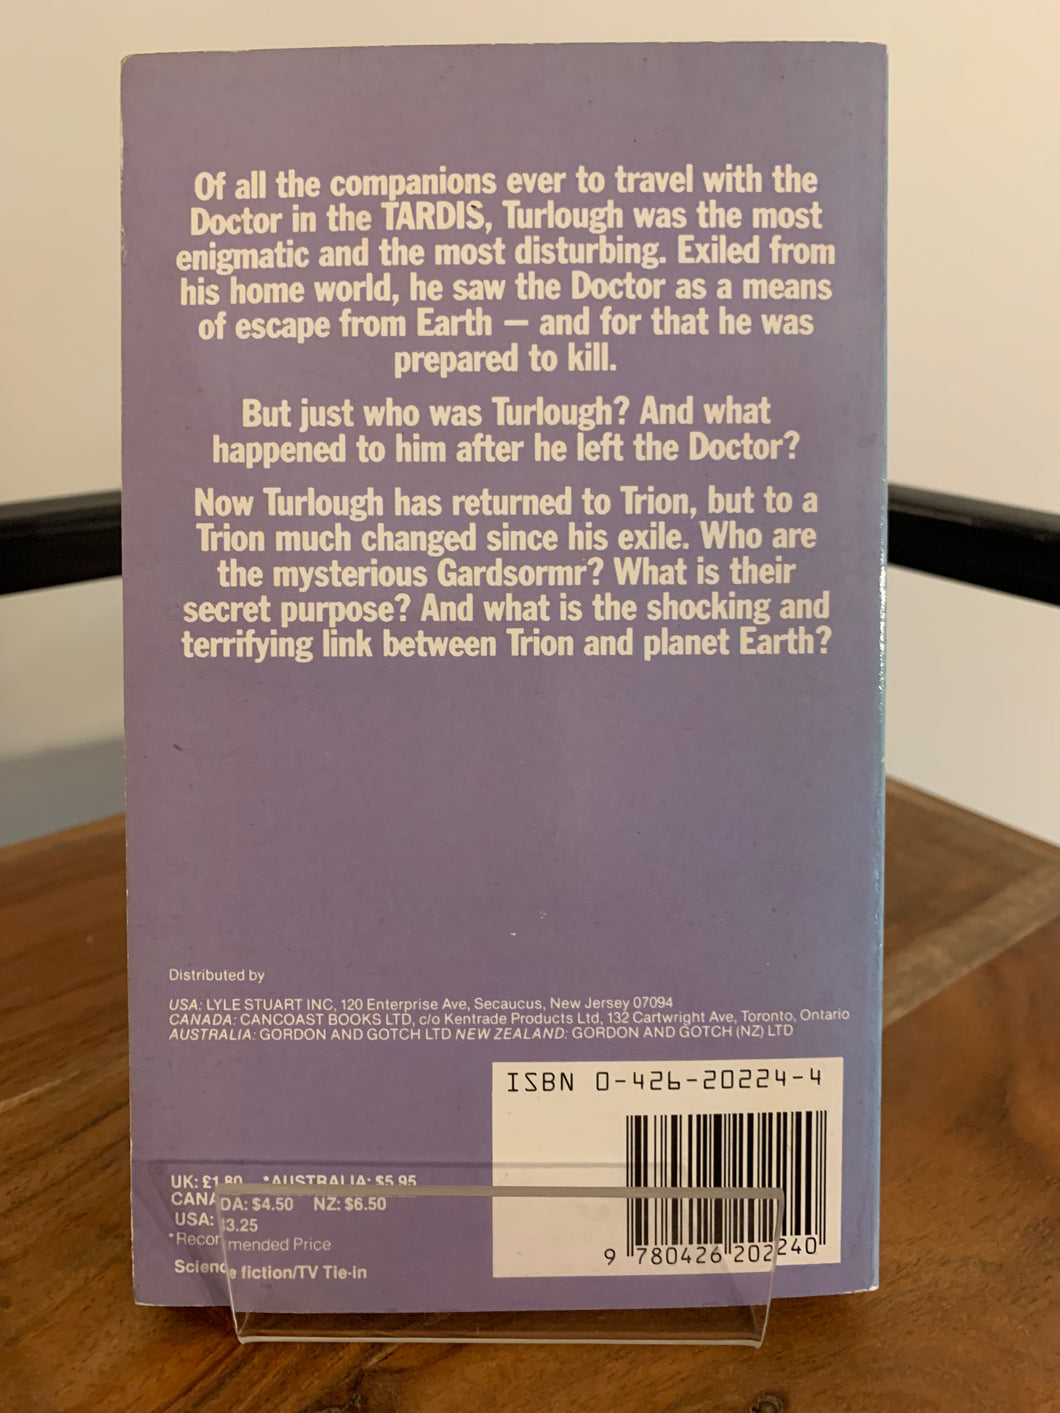 Of all the companions ever to travel with the
Doctor in the TARDIS, Turlough was the most
enigmatic and the most disturbing. Exiled from
his home world, he saw the Doctor as a means
of escape from Earth — and for that he was
prepared to kill.
But just who was Turlough? And what
happened to him after he left the Doctor?
Now Turlough has returned to Trion, but to a
Trion much changed since his exile. Who are
the mysterious Gardsormr? What is their
secret purpose? And what is the shocking and
terrifying link between Trion and planet Earth?
Distributed by
USA: LYLE STUART INC, 120 Enterprise Ave, Secaucus, New Jersey 07094
CANADA: CANCOAST BOOKS LTD, c/o Kentrade Products Ltd, 132 Cartwright Ave, Toronto, Ontario
AUSTRALIA: GORDON AND GOTCH LTD NEW ZEALAND: GORDON AND GOTCH (NZ) LTD
ISBN 0-426-20224-4
UK: £1.80 *AUSTRALIA: $5.95
CANADA: $4.50 NZ: $6.50
USA: $3.25
*Recommended Price
Science fiction/TV Tie-in
9 780426 202240